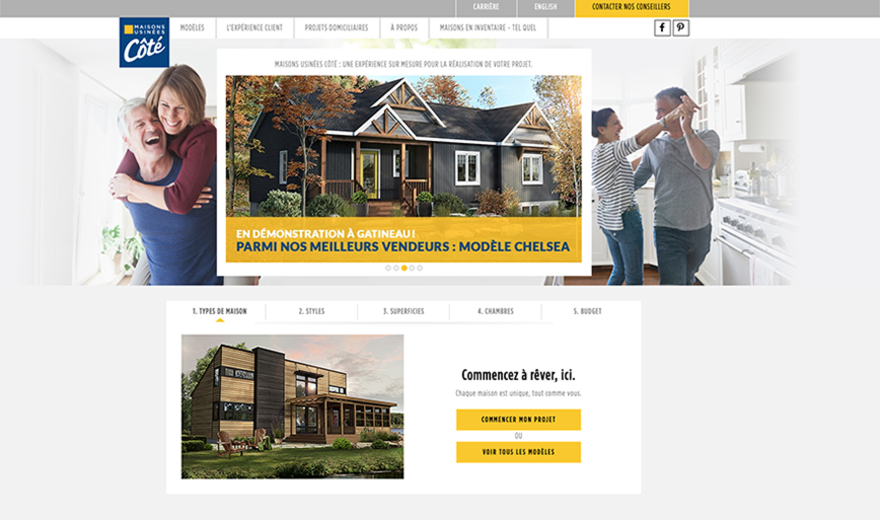 CARRIÈRE
ENGLISH
CONTACTER NOS CONSEILLERS
MAISONS
USINÉES
Côté
MODÈLES
L'EXPÉRIENCE CLIENT
PROJETS DOMICILIAIRES
À PROPOS
MAISONS EN INVENTAIRE - TEL QUEL
MAISONS USINÉES CÔTÉ : UNE EXPÉRIENCE SUR MESURE POUR LA RÉALISATION DE VOTRE PROJET.
EN DÉMONSTRATION À GATINEAU !
PARMI NOS MEILLEURS VENDEURS : MODÈLE CHELSEA
1. TYPES DE MAISON
2. STYLES
3. SUPERFICIES
4. CHAMBRES
5. BUDGET
Commencez à rêver, ici.
Chaque maison est unique, tout comme vous.
COMMENCER MON PROJET
OU
VOIR TOUS LES MODÈLES